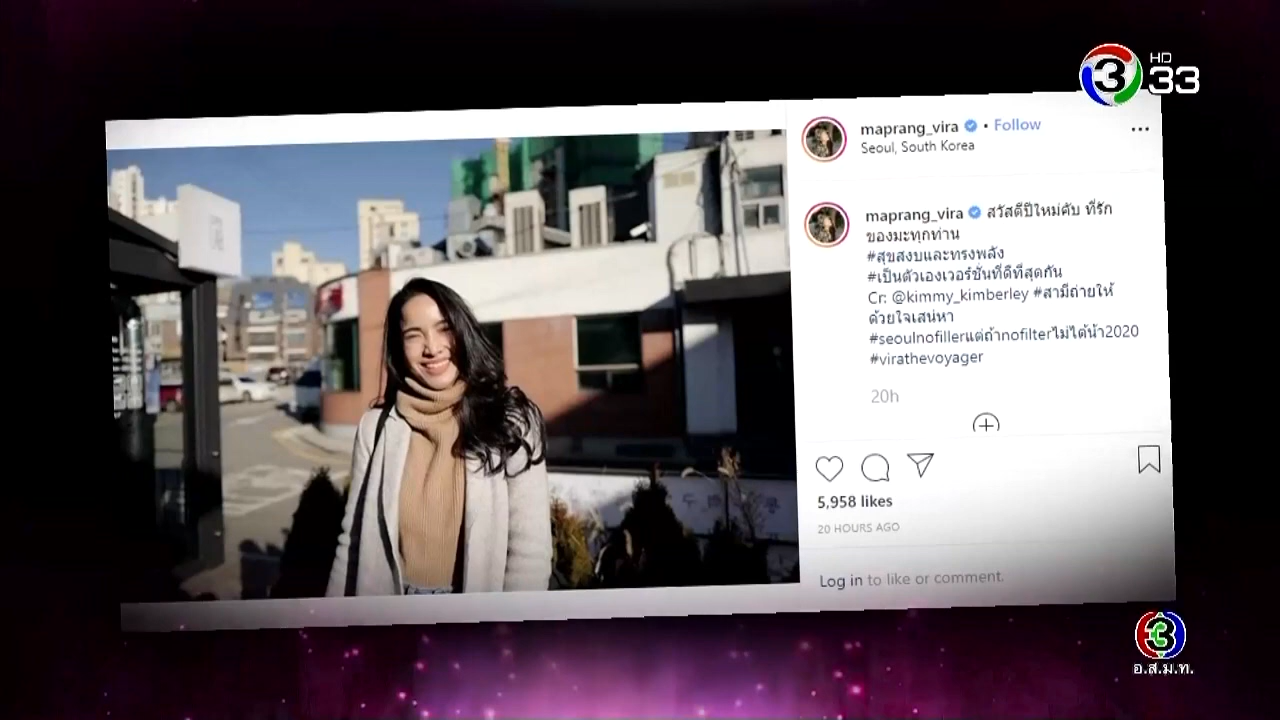 3 HD 33
maprang_vira • Follow
Seoul, South Korea
maprang_vira สวัสดีปีใหม่คับ ที่รัก
ของมะทุกท่าน
#สุขสงบและทรงพลัง
#เป็นตัวเองเวอร์ชั่นที่ดีที่สุดกัน
Cr: @kimmy_kimberley #สามีถ่ายให้
ด้วยใจเสน่หา
#seoulnofillerแต่ถ้าnofilterไม่ได้น้า2020
#virathevoyager
20h
5,958 likes
20 HOURS AGO
Log in to like or comment.
3
อ.ส.ม.ท.